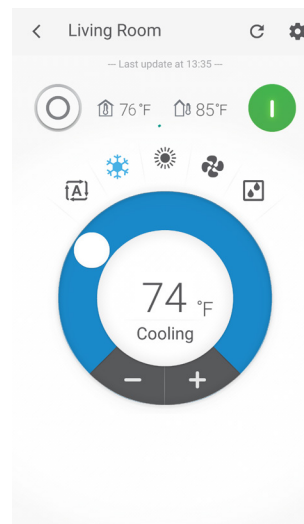 Living Room
— Last update at 13:35 —
76 °F 85°F
A
74 °F
Cooling
− +